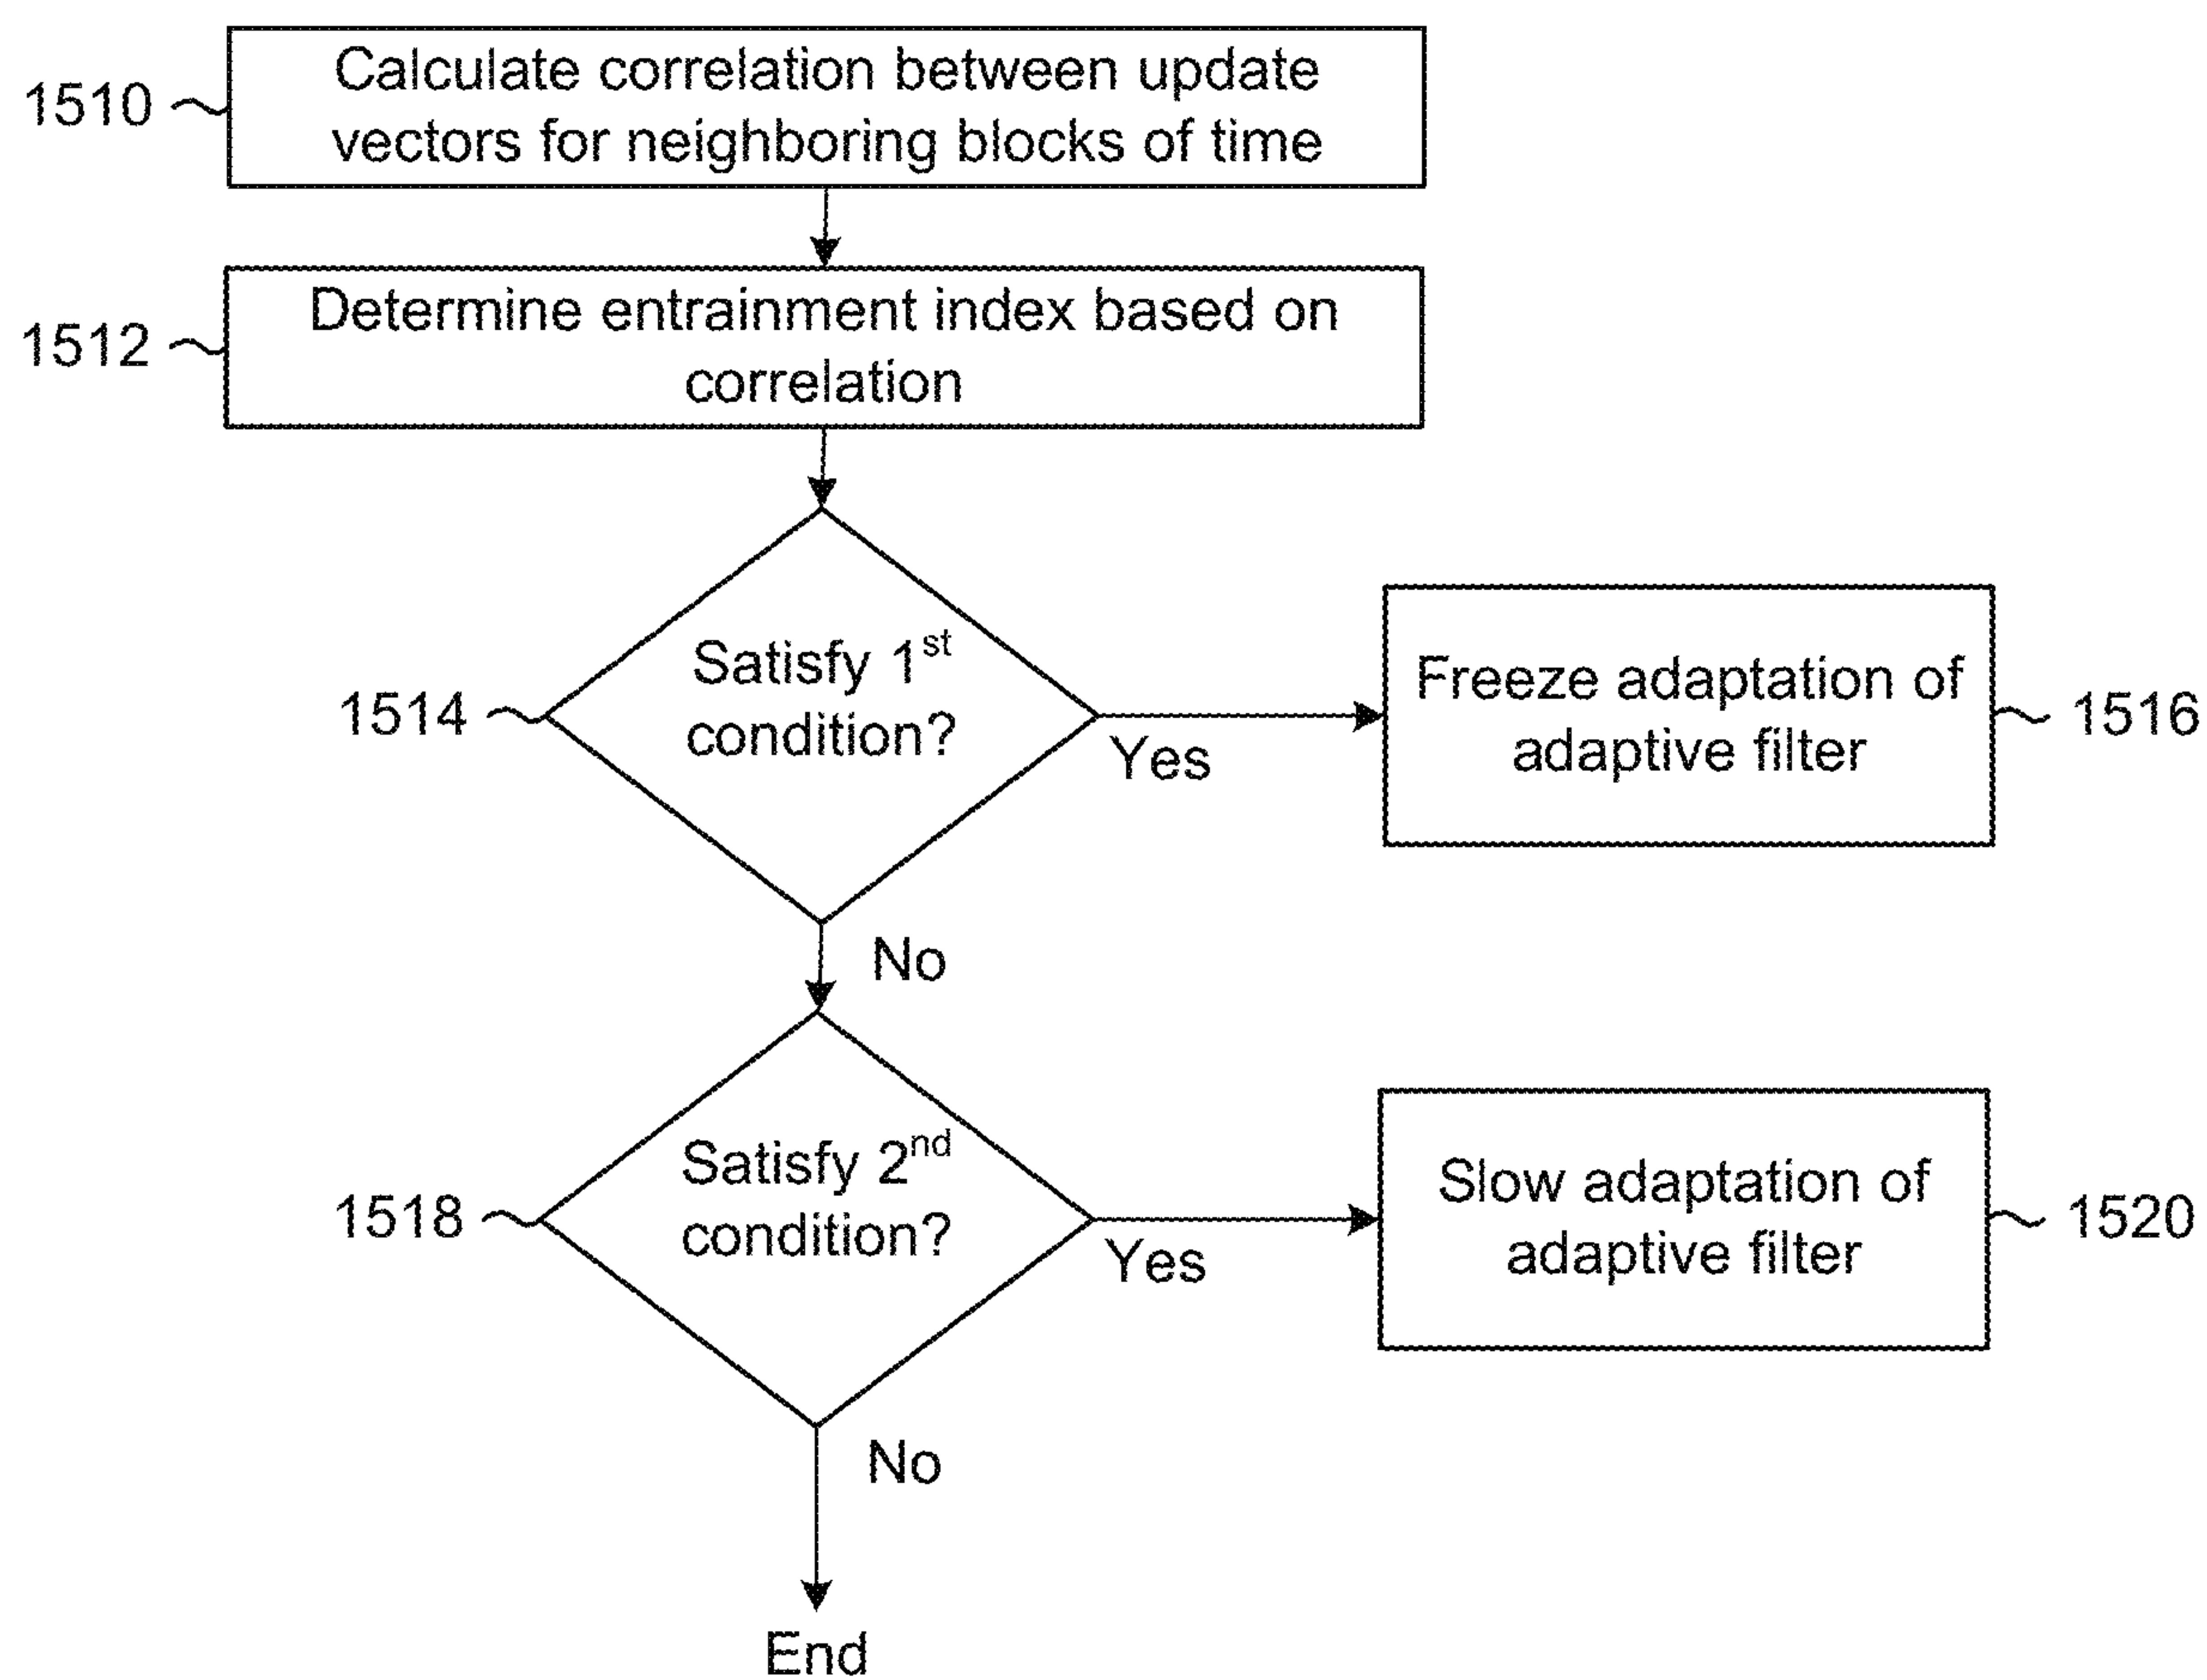 1510
Calculate correlation between update
vectors for neighboring blocks of time
1512
Determine entrainment index based on
correlation
1514
Satisfy 1st
condition?
Yes
Freeze adaptation of
adaptive filter
1516
No
1518
Satisfy 2nd
condition?
Yes
Slow adaptation of
adaptive filter
1520
No
End